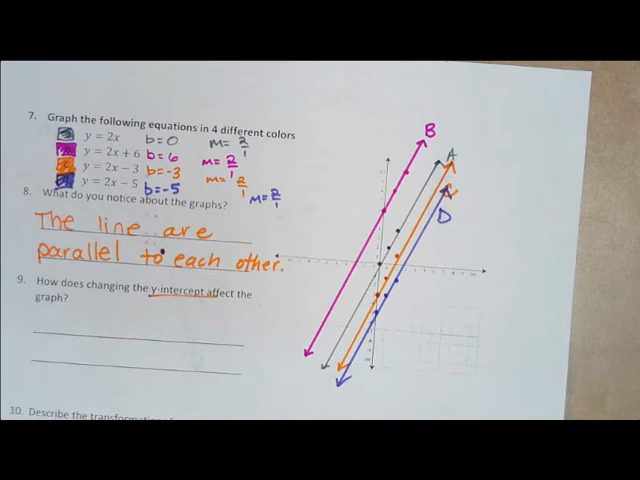 7. Graph the following equations in 4 different colors
y = 2x b=0 m=2/1
y = 2x + 6 b=6 m=2/1
y = 2x − 3 b=-3 m=2/1
y = 2x − 5 b=-5 m=2/1
8. What do you notice about the graphs?
The line are
parallel to each other.
9. How does changing the y-intercept affect the
graph?
B
A
C
D
10. Describe the transformation